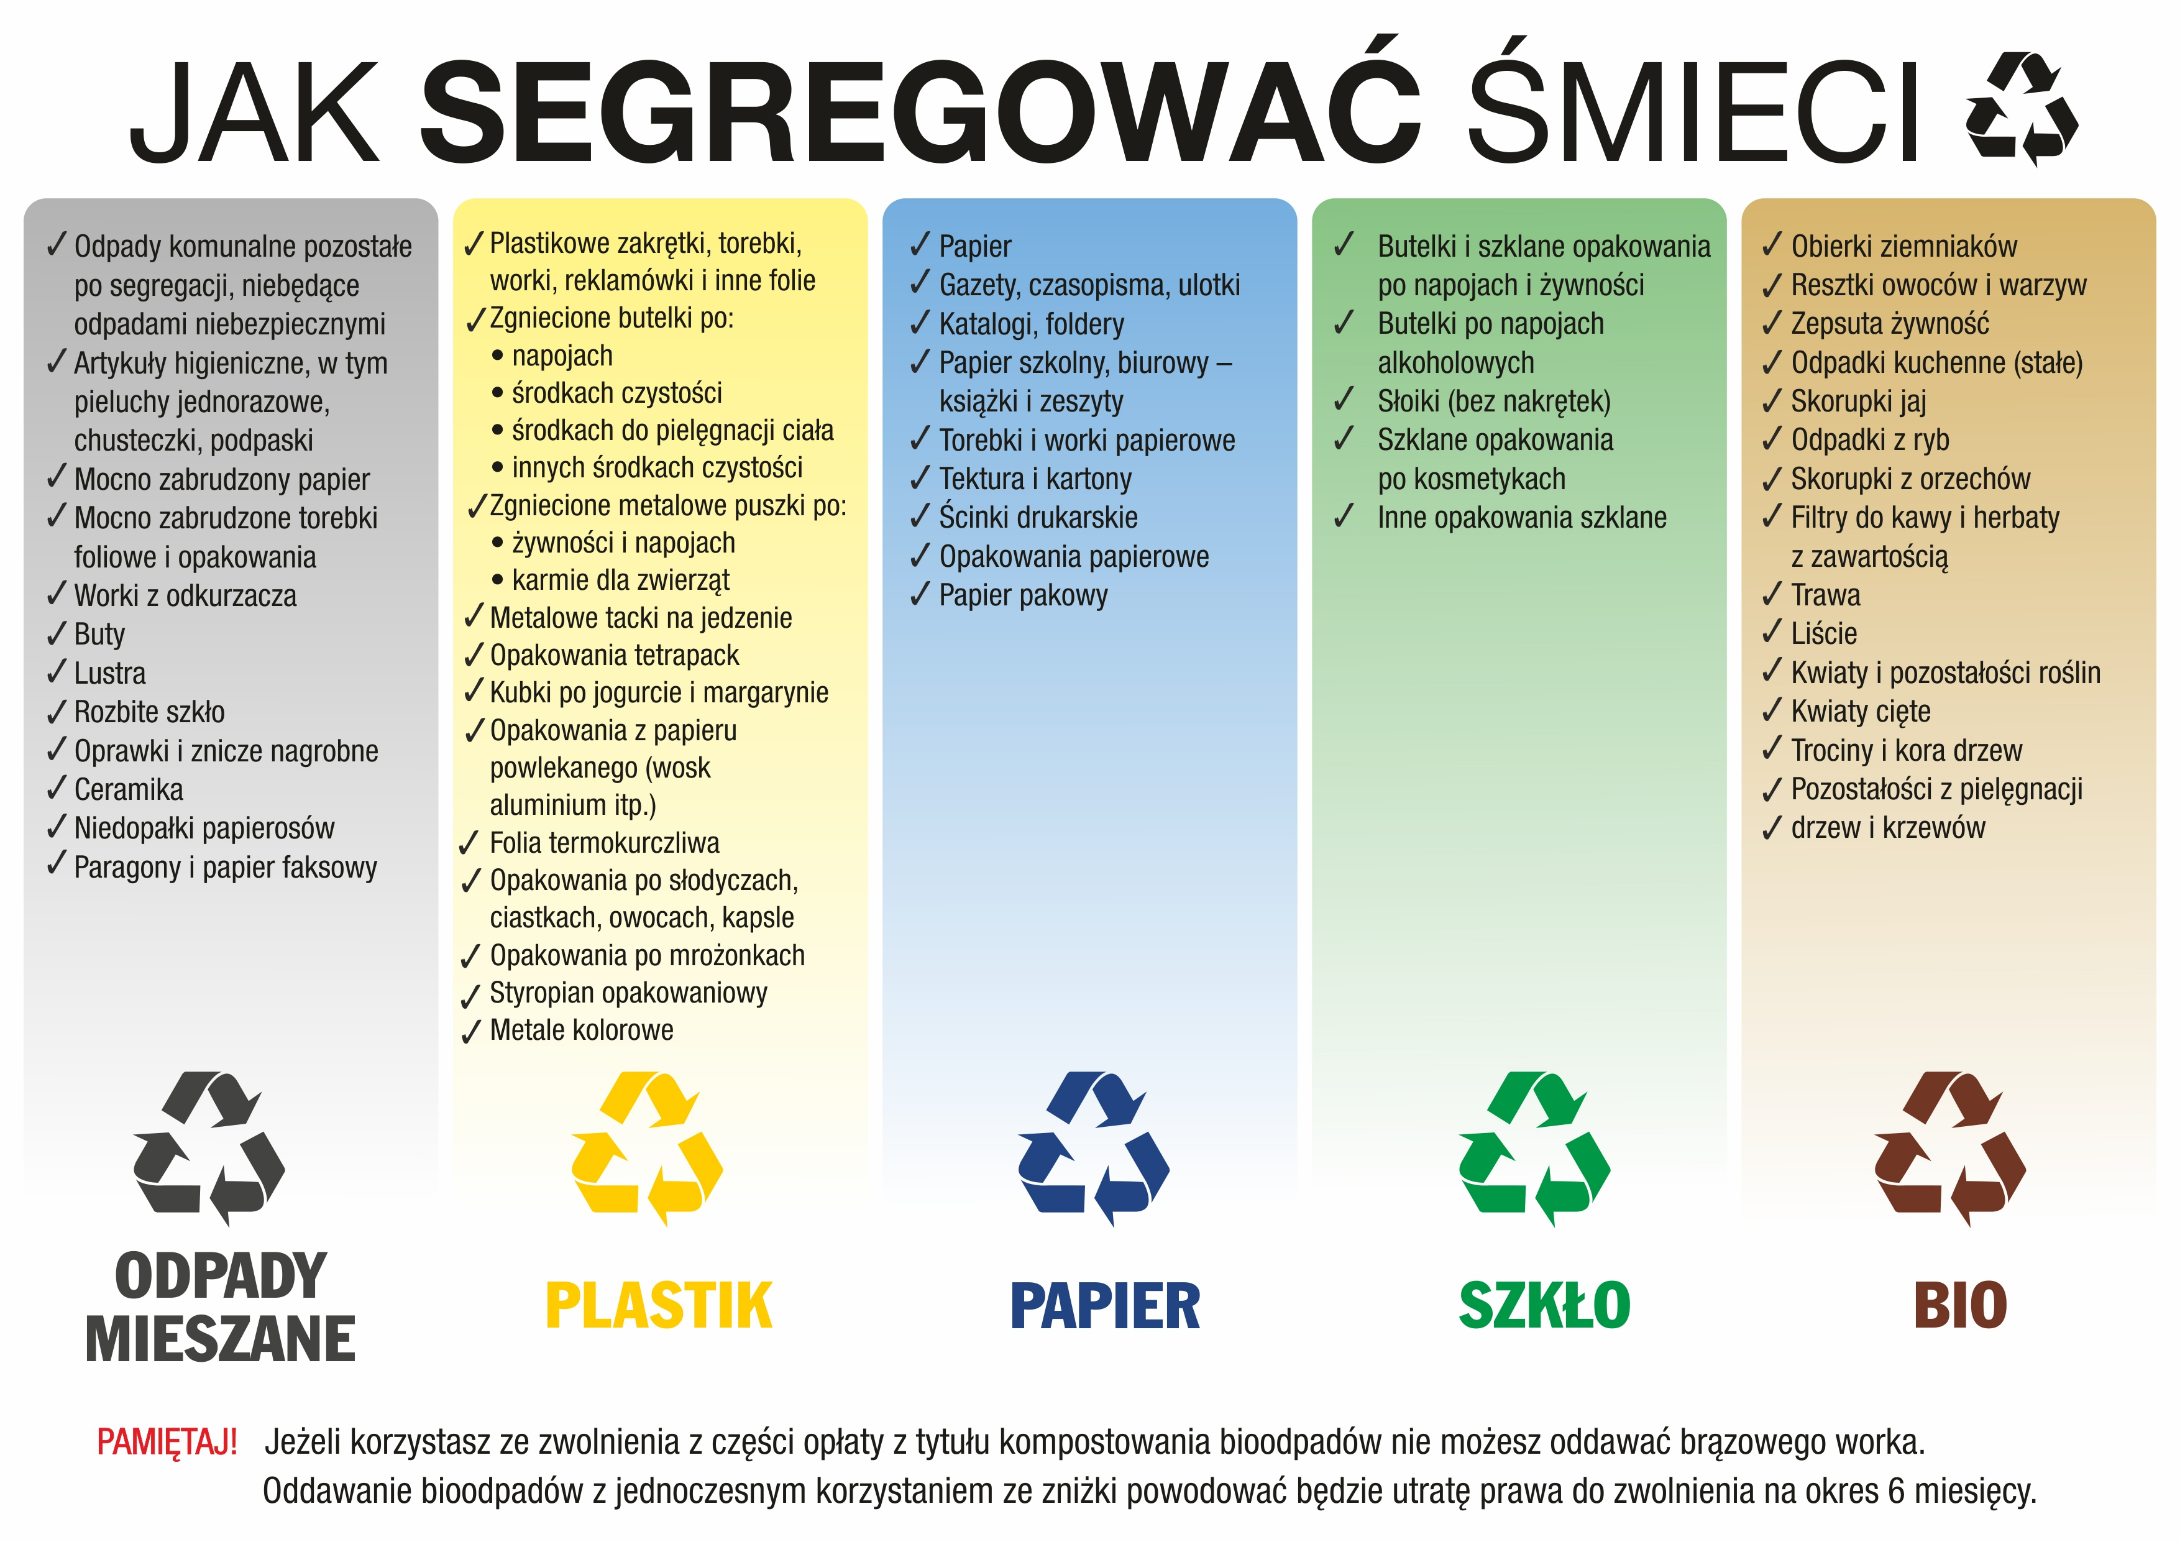 JAK SEGREGOWAĆ ŚMIECI
✓ Odpady komunalne pozostałe
po segregacji, niebędące
odpadami niebezpiecznymi
✓ Artykuły higieniczne, w tym
pieluchy jednorazowe,
chusteczki, podpaski
✓ Mocno zabrudzony papier
✓ Mocno zabrudzone torebki
foliowe i opakowania
✓ Worki z odkurzacza
✓ Buty
✓ Lustra
✓ Rozbite szkło
✓ Oprawki i znicze nagrobne
✓ Ceramika
✓ Niedopałki papierosów
✓ Paragony i papier faksowy
ODPADY
MIESZANE
✓ Plastikowe zakrętki, torebki,
worki, reklamówki i inne folie
✓ Zgniecione butelki po:
• napojach
• środkach czystości
• środkach do pielęgnacji ciała
• innych środkach czystości
✓ Zgniecione metalowe puszki po:
• żywności i napojach
• karmie dla zwierząt
✓ Metalowe tacki na jedzenie
✓ Opakowania tetrapack
✓ Kubki po jogurcie i margarynie
✓ Opakowania z papieru
powlekanego (wosk
aluminium itp.)
✓ Folia termokurczliwa
✓ Opakowania po słodyczach,
ciastkach, owocach, kapsle
✓ Opakowania po mrożonkach
✓ Styropian opakowaniowy
✓ Metale kolorowe
PLASTIK
✓ Papier
✓ Gazety, czasopisma, ulotki
✓ Katalogi, foldery
✓ Papier szkolny, biurowy –
książki i zeszyty
✓ Torebki i worki papierowe
✓ Tektura i kartony
✓ Ścinki drukarskie
✓ Opakowania papierowe
✓ Papier pakowy
PAPIER
✓ Butelki i szklane opakowania
po napojach i żywności
✓ Butelki po napojach
alkoholowych
✓ Słoiki (bez nakrętek)
✓ Szklane opakowania
po kosmetykach
✓ Inne opakowania szklane
SZKŁO
✓ Obierki ziemniaków
✓ Resztki owoców i warzyw
✓ Zepsuta żywność
✓ Odpadki kuchenne (stałe)
✓ Skorupki jaj
✓ Odpadki z ryb
✓ Skorupki z orzechów
✓ Filtry do kawy i herbaty
z zawartością
✓ Trawa
✓ Liście
✓ Kwiaty i pozostałości roślin
✓ Kwiaty cięte
✓ Trociny i kora drzew
✓ Pozostałości z pielęgnacji
✓ drzew i krzewów
BIO
PAMIĘTAJ! Jeżeli korzystasz ze zwolnienia z części opłaty z tytułu kompostowania bioodpadów nie możesz oddawać brązowego worka.
Oddawanie bioodpadów z jednoczesnym korzystaniem ze zniżki powodować będzie utratę prawa do zwolnienia na okres 6 miesięcy.